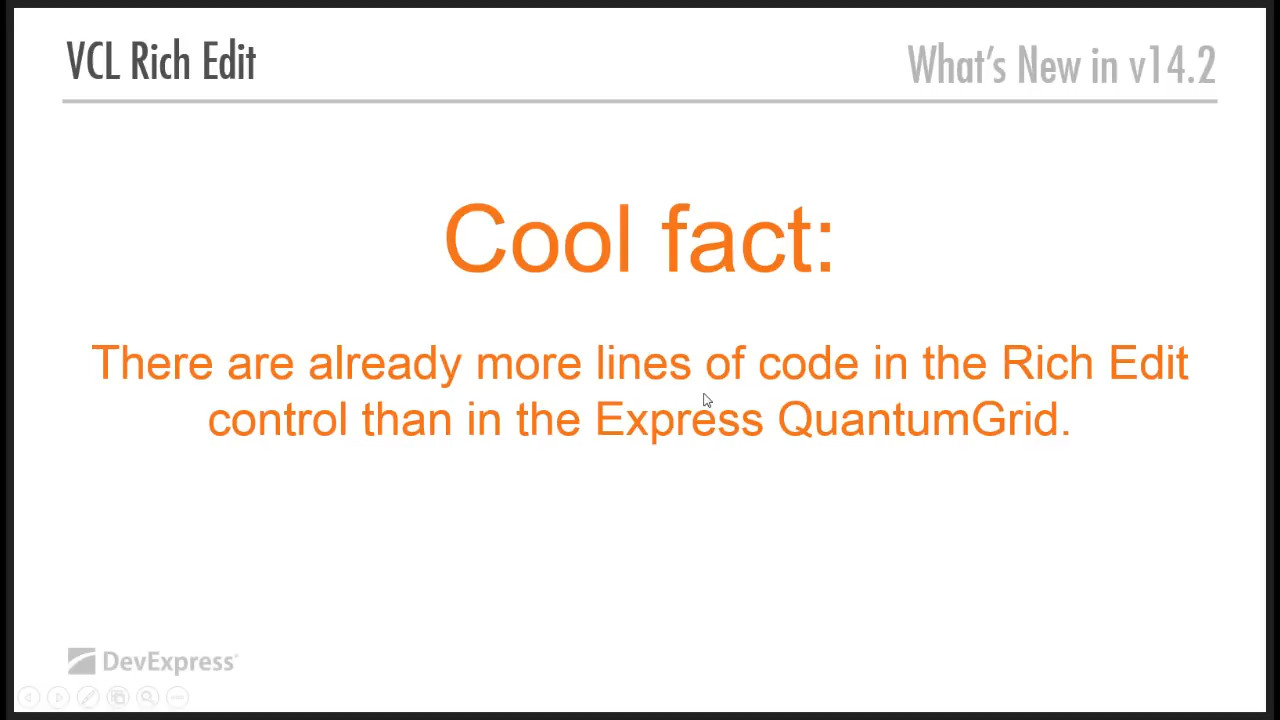 VCL Rich Edit
What's New in v14.2
Cool fact:
There are already more lines of code in the Rich Edit
control than in the Express QuantumGrid.
DevExpress